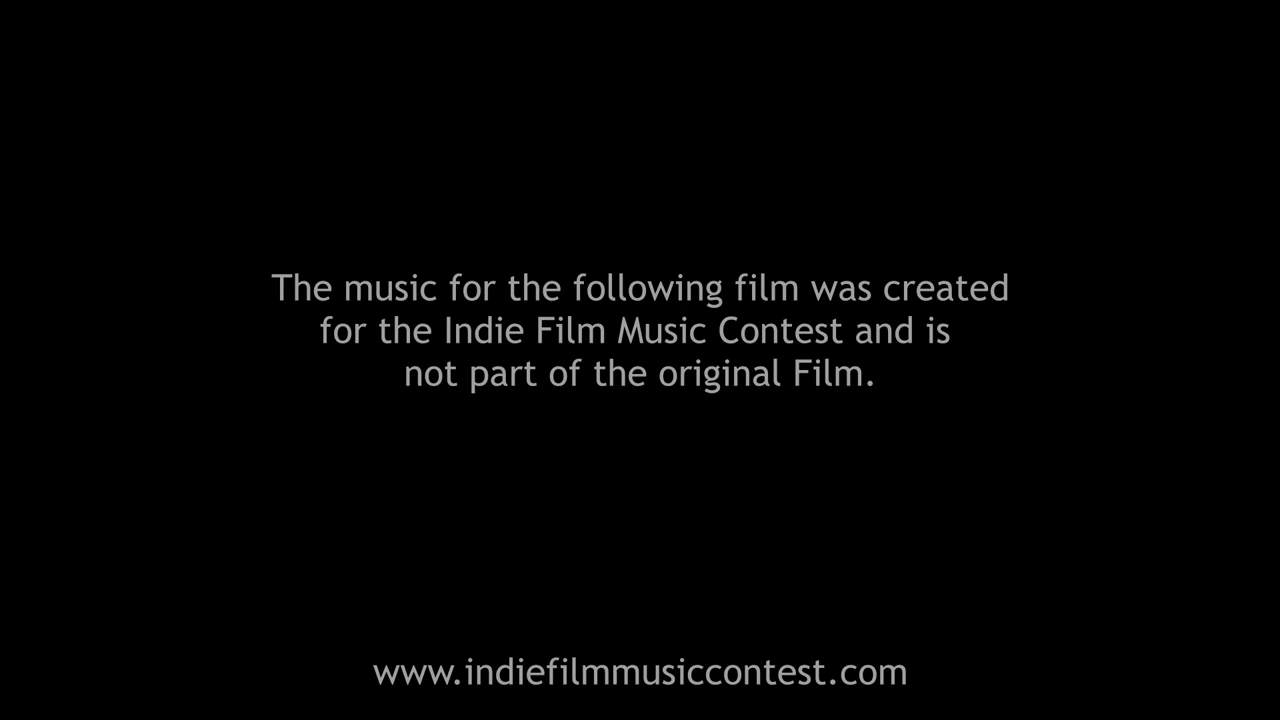 The music for the following film was created
for the Indie Film Music Contest and is
not part of the original Film.
www.indiefilmmusiccontest.com